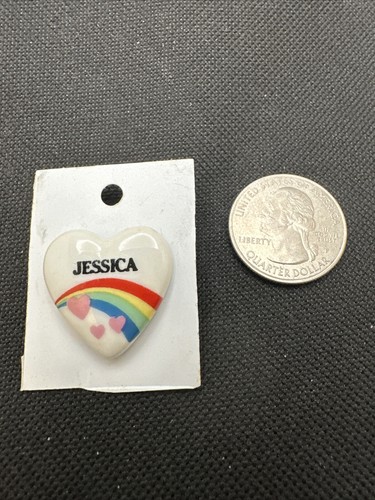 JESSICA
UNITED STATES OF AMERICA
LIBERTY
QUARTER DOLLAR